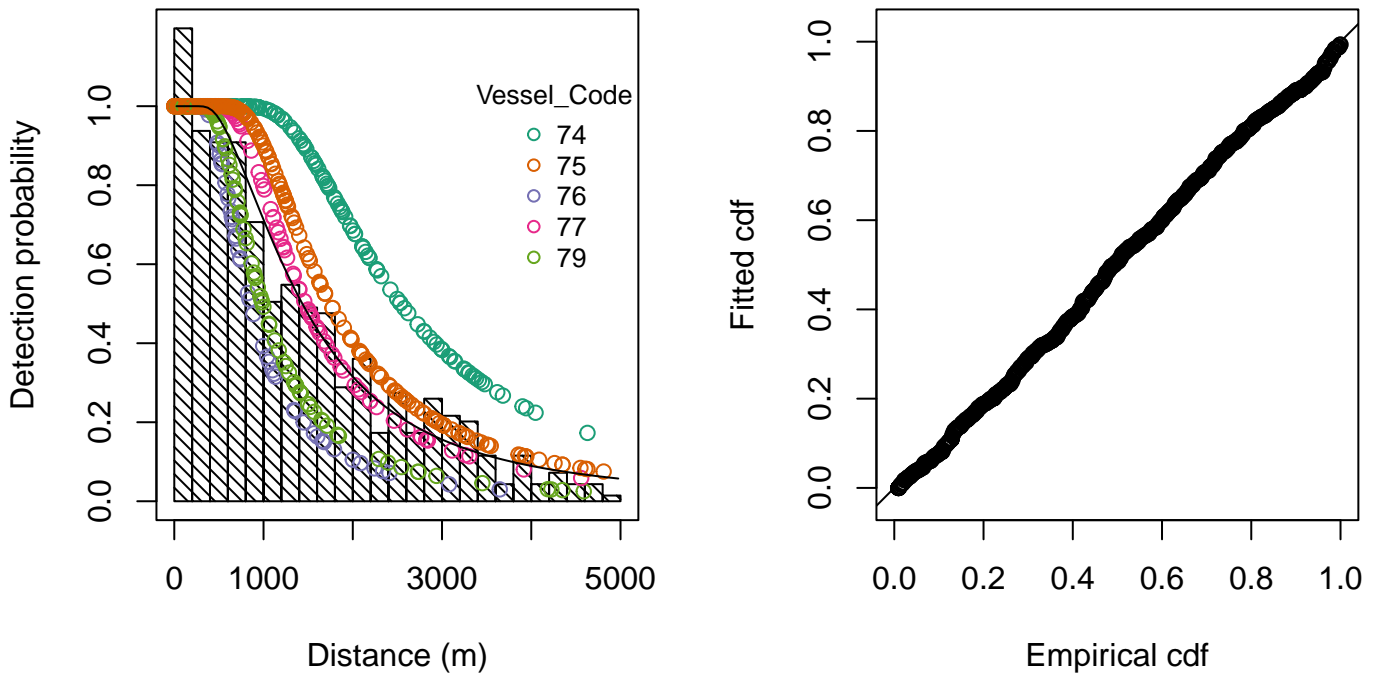 Detection probability
1.0
0.8
0.6
0.4
0.2
0.0
Vessel_Code
74
75
76
77
79
0 1000 3000 5000
Distance (m)
Fitted cdf
1.0
0.8
0.6
0.4
0.2
0.0
0.0 0.2 0.4 0.6 0.8 1.0
Empirical cdf